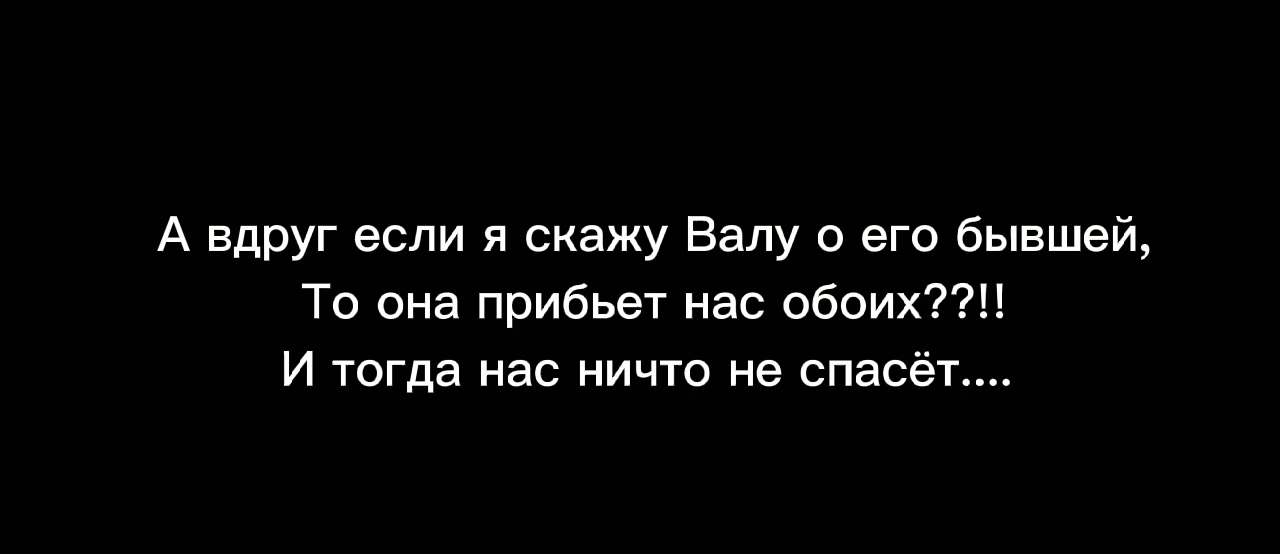 А вдруг если я скажу Валу о его бывшей,
То она прибьет нас обоих??!!
И тогда нас ничто не спасёт....